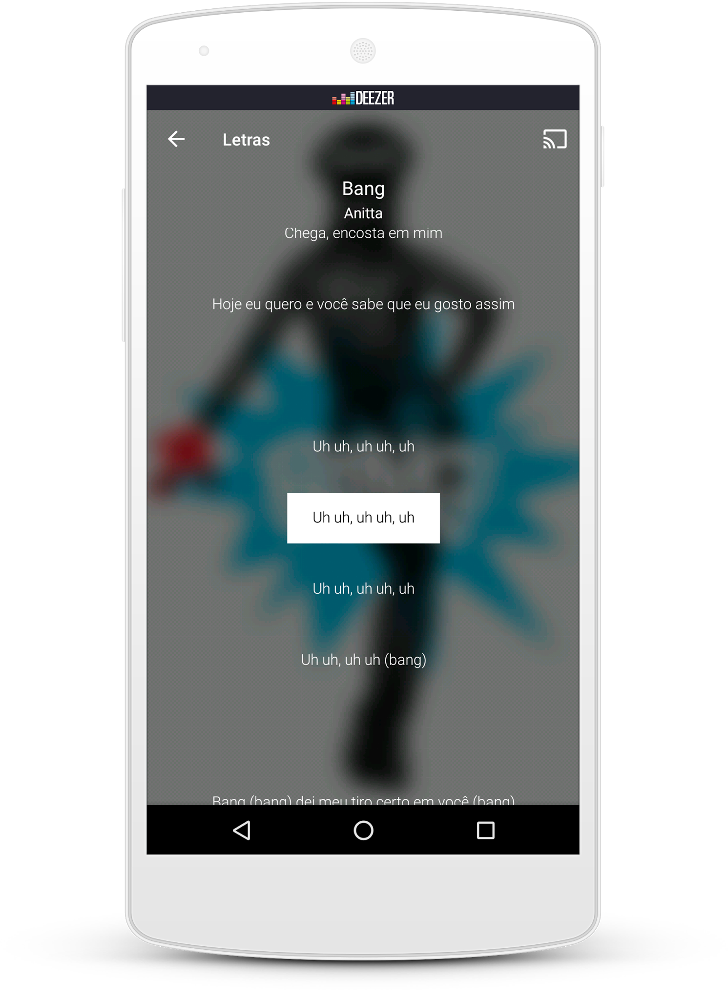 DEEZER
Letras
Bang
Anitta
Chega, encosta em mim
Hoje eu quero e você sabe que eu gosto assim
Uh uh, uh uh, uh
Uh uh, uh uh, uh
Uh uh, uh uh, uh
Uh uh, uh uh (bang)
Bang (bang) dei meu tiro certo em você (bang)